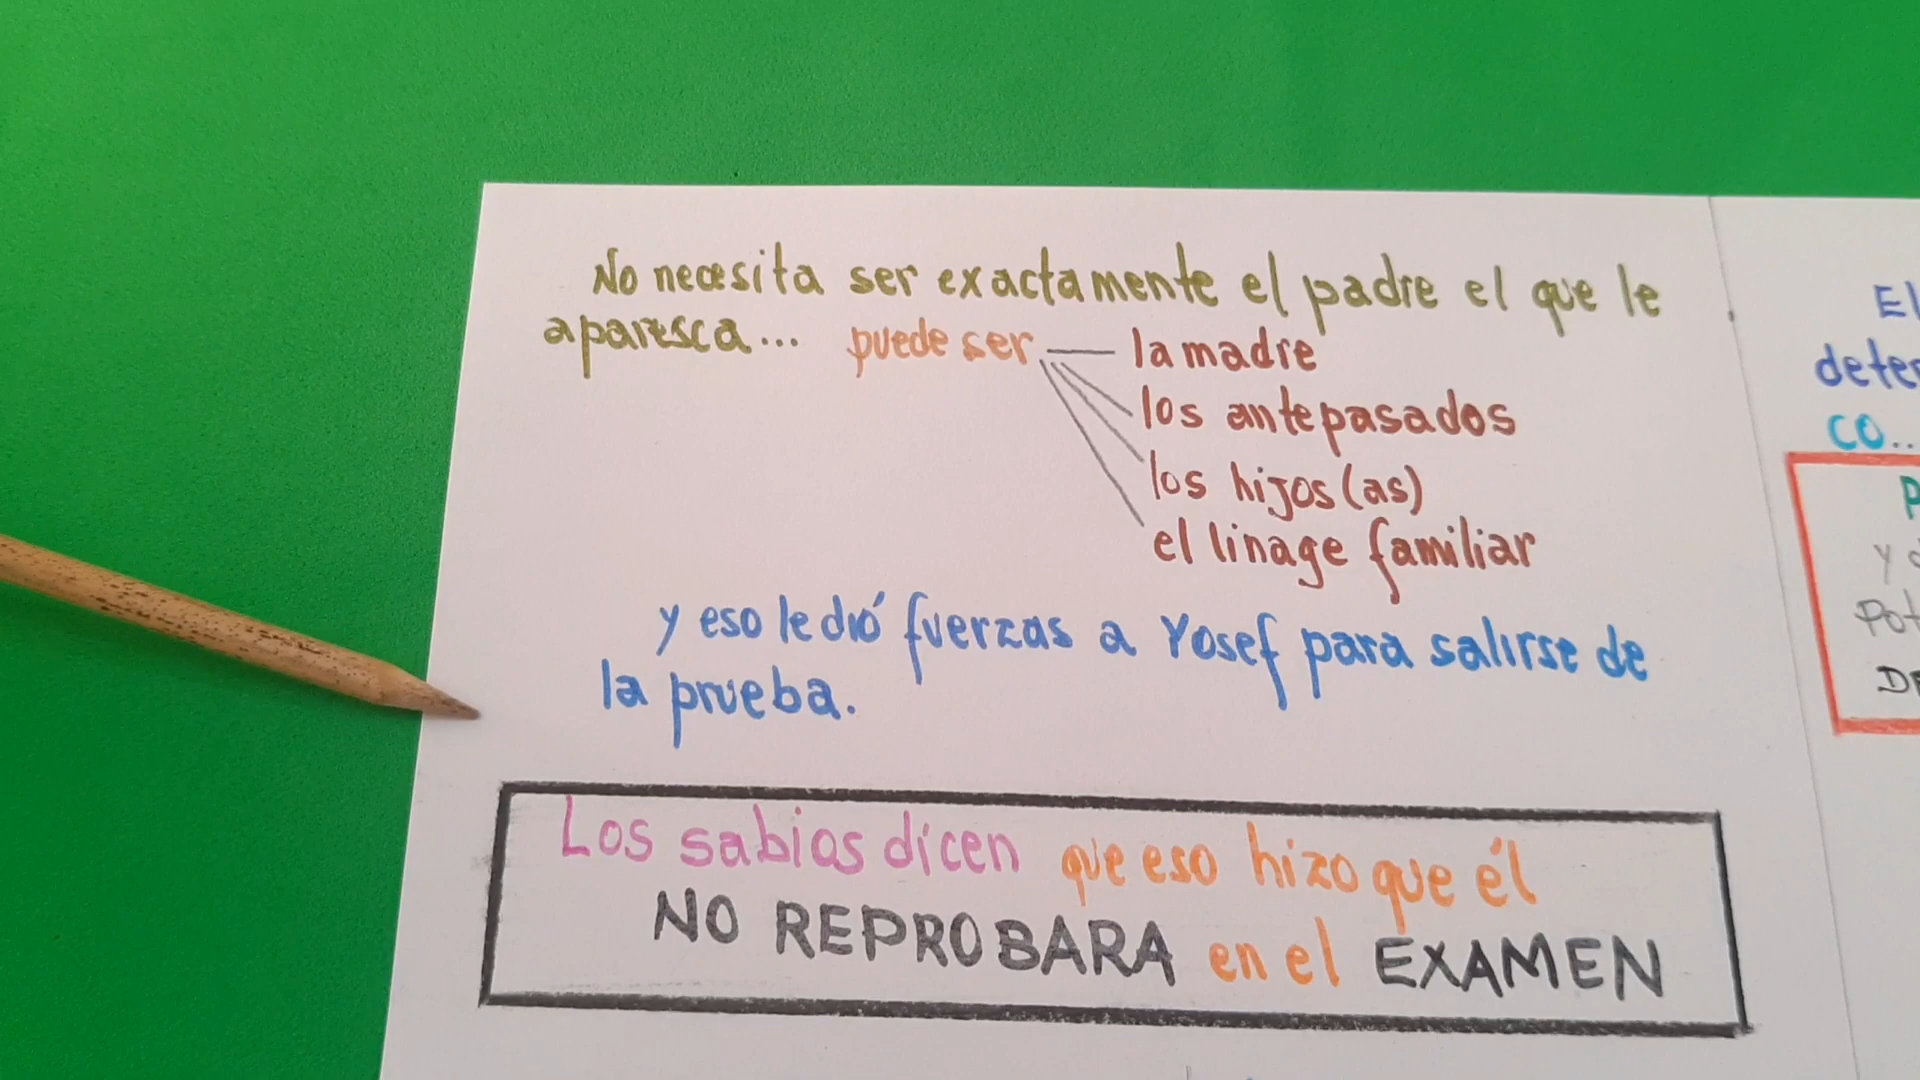 No necesita ser exactamente el padre el que le
aparesca... puede ser — la madre
los antepasados
los hijos (as)
el linage familiar
y eso le dió fuerzas a Yosef para salirse de
la prueba.
Los sabios dicen que eso hizo que él
NO REPROBARA en el EXAMEN
El
CO...
y